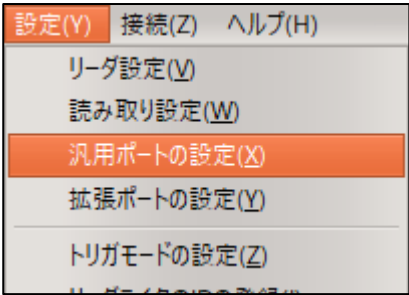 設定(Y) 接続(Z) ヘルプ(H)
リーダ設定(V)
読み取り設定(W)
汎用ポートの設定(X)
拡張ポートの設定(Y)
トリガモードの設定(Z)